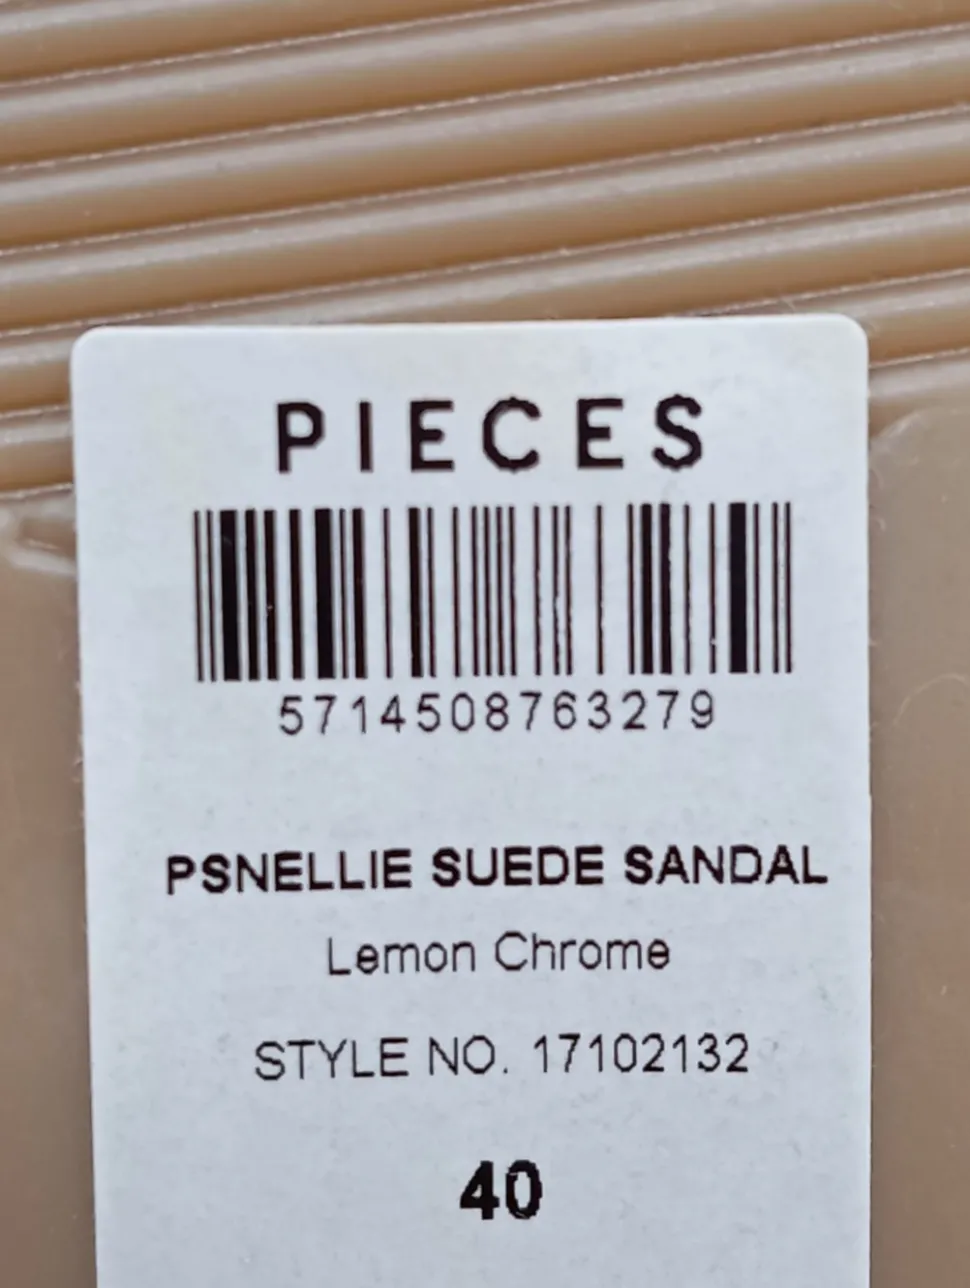 PIECES
5714508763279
PSNELLIE SUEDE SANDAL
Lemon Chrome
STYLE NO. 17102132
40